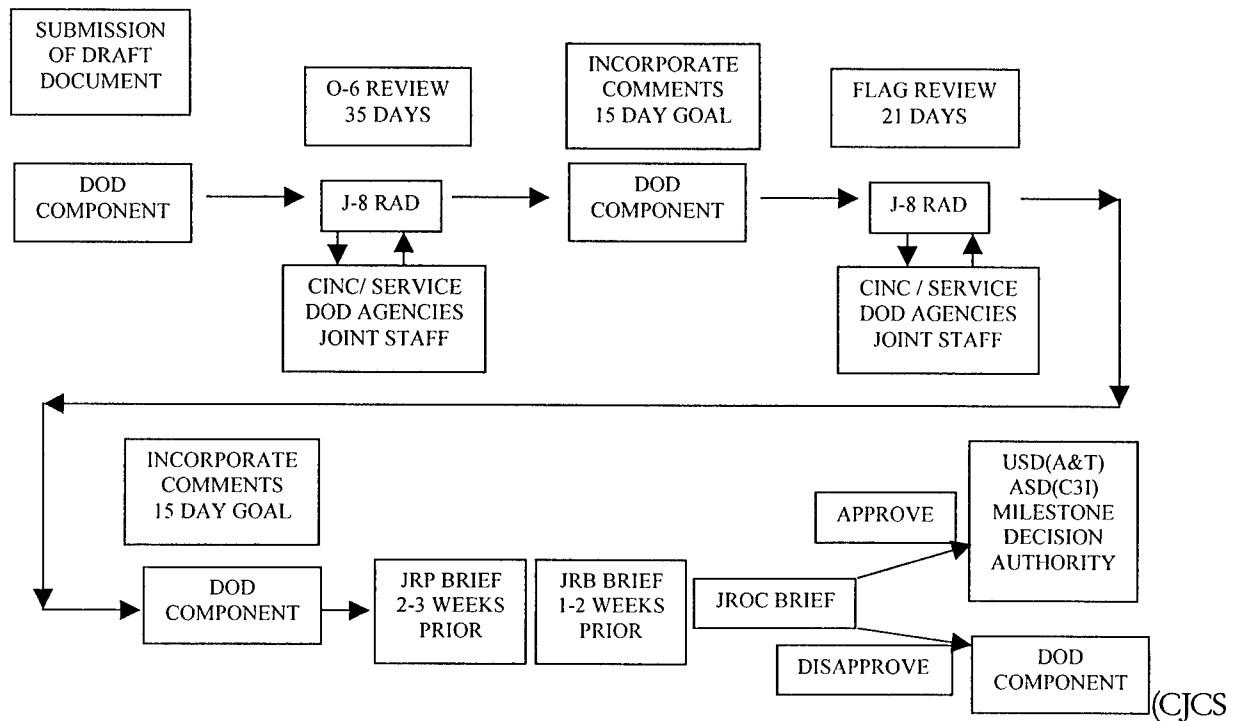 SUBMISSION
OF DRAFT
DOCUMENT
O-6 REVIEW
35 DAYS
INCORPORATE
COMMENTS
15 DAY GOAL
FLAG REVIEW
21 DAYS
DOD
COMPONENT
J-8 RAD
DOD
COMPONENT
J-8 RAD
CINC/ SERVICE
DOD AGENCIES
JOINT STAFF
CINC / SERVICE
DOD AGENCIES
JOINT STAFF
INCORPORATE
COMMENTS
15 DAY GOAL
DOD
COMPONENT
JRP BRIEF
2-3 WEEKS
PRIOR
JRB BRIEF
1-2 WEEKS
PRIOR
JROC BRIEF
APPROVE
USD(A&T)
ASD(C3I)
MILESTONE
DECISION
AUTHORITY
DISAPPROVE
DOD
COMPONENT
(CJCS